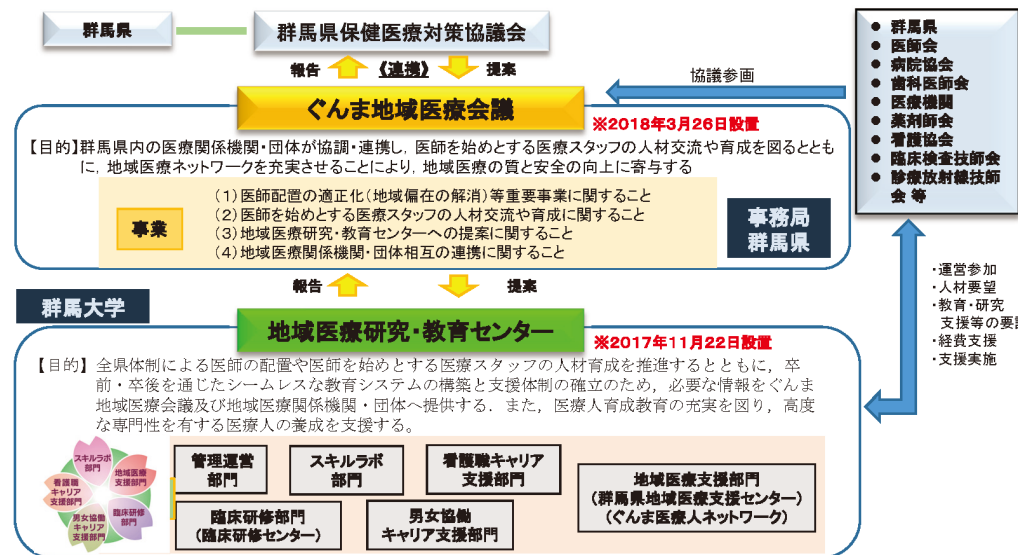 群馬県
群馬県保健医療対策協議会
報告
《連携》
提案
協議参画
● 群馬県
● 医師会
● 病院協会
● 歯科医師会
● 医療機関
● 薬剤師会
● 看護協会
● 臨床検査技師会
● 診療放射線技師
会 等
ぐんま地域医療会議
※2018年3月26日設置
【目的】群馬県内の医療関係機関・団体が協調・連携し，医師を始めとする医療スタッフの人材交流や育成を図るととも
に，地域医療ネットワークを充実させることにより，地域医療の質と安全の向上に寄与する
事業
（１）医師配置の適正化（地域偏在の解消）等重要事業に関すること
（２）医師を始めとする医療スタッフの人材交流や育成に関すること
（３）地域医療研究・教育センターへの提案に関すること
（４）地域医療関係機関・団体相互の連携に関すること
事務局
群馬県
報告
提案
・運営参加
・人材要望
・教育・研究
支援等の要
・経費支援
・支援実施
群馬大学
地域医療研究・教育センター
※2017年11月22日設置
【目的】 全県体制による医師の配置や医師を始めとする医療スタッフの人材育成を推進するとともに，卒
前・卒後を通じたシームレスな教育システムの構築と支援体制の確立のため，必要な情報をぐんま
地域医療会議及び地域医療関係機関・団体へ提供する．また，医療人育成教育の充実を図り，高度
な専門性を有する医療人の養成を支援する。
スキルラボ
部門
地域医療
支援部門
臨床研修
部門
男女協働
キャリア
支援部門
看護職
キャリア
支援部門
管理運営
部門
スキルラボ
部門
看護職キャリア
支援部門
臨床研修部門
（臨床研修センター）
男女協働
キャリア支援部門
地域医療支援部門
（群馬県地域医療支援センター）
（ぐんま医療人ネットワーク）